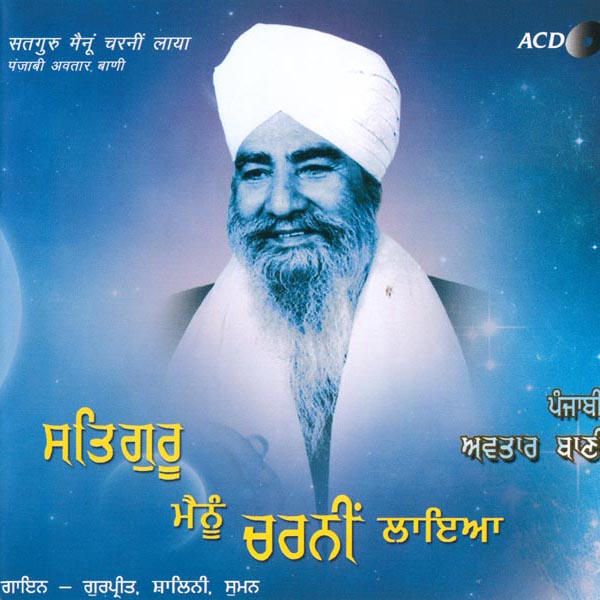 सतगुरु मैनूं चरनीं लाया
पंजाबी अवतार बाणी
ACD
ਪੰਜਾਬੀ
ਅਵਤਾਰ ਬਾਣੀ
ਸਤਿਗੁਰੂ
ਮੈਨੂੰ ਚਰਨੀਂ ਲਾਇਆ
ਗਾਇਨ – ਗੁਰਪ੍ਰੀਤ, ਸ਼ਾਲਿਨੀ, ਸੁਮਨ